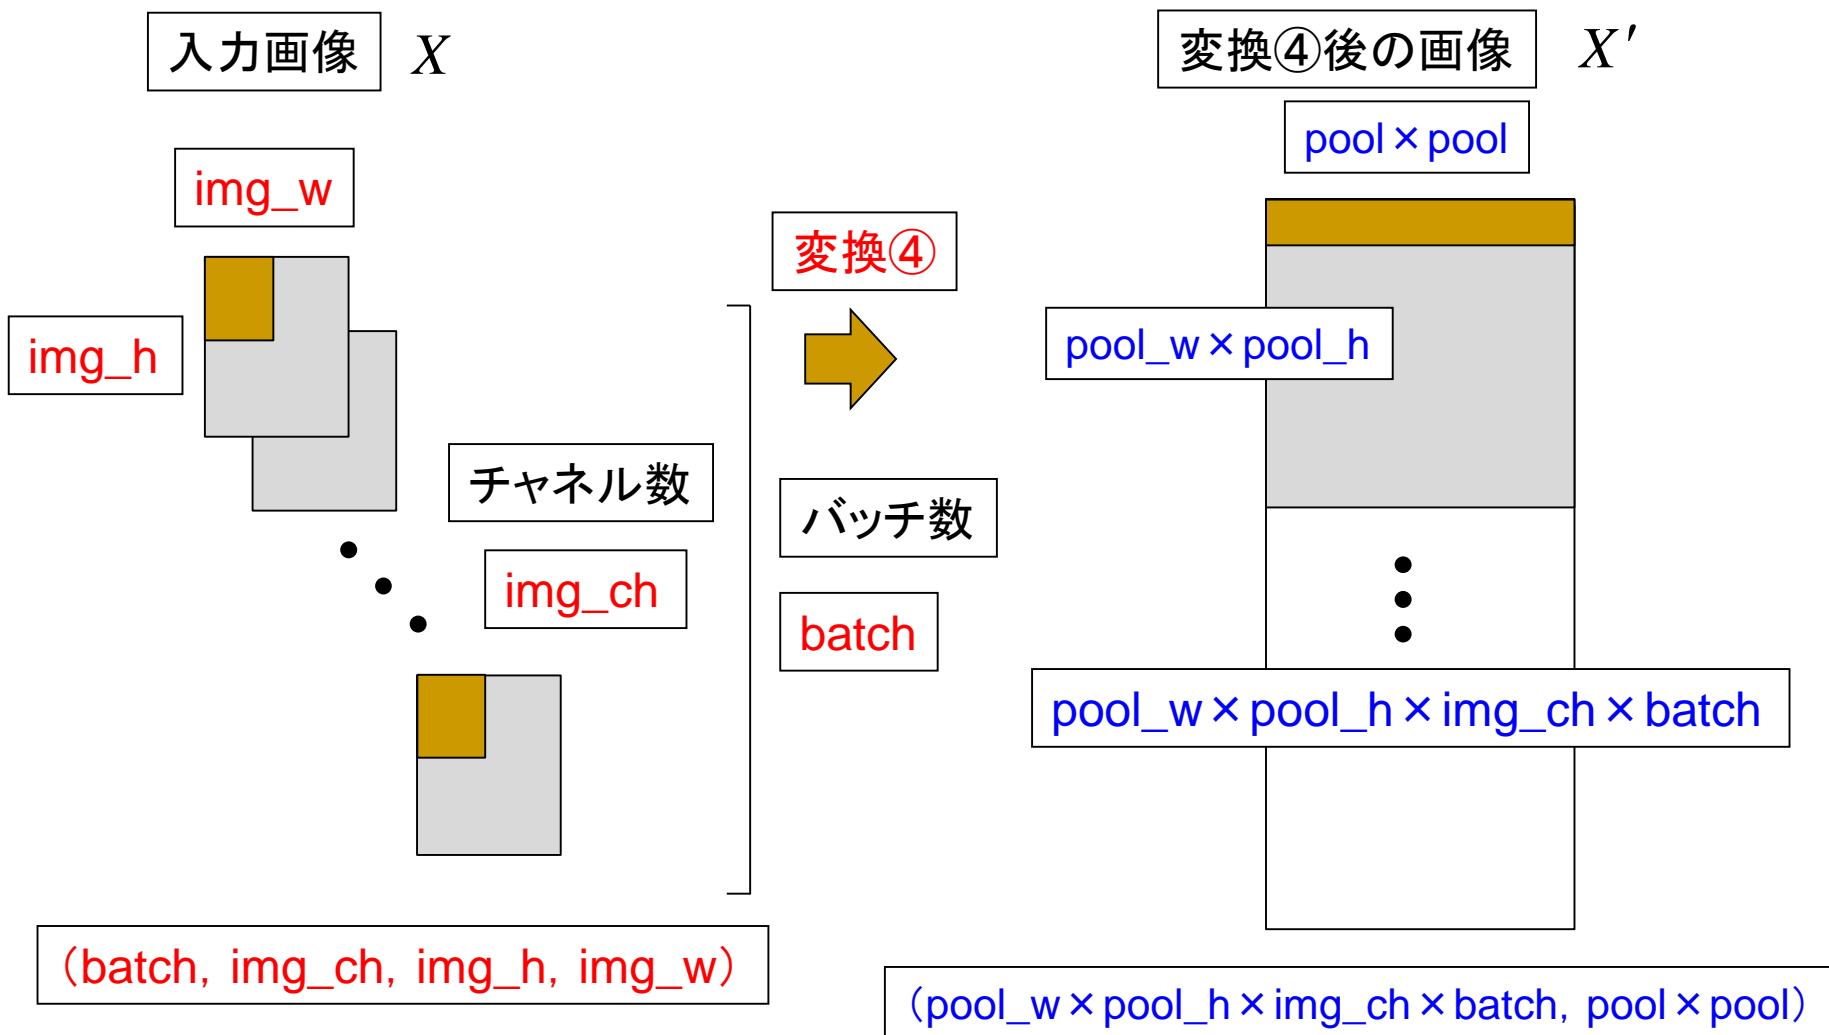 入力画像 X
変換④後の画像 X′
pool×pool
img_w
変換④
img_h
pool_w×pool_h
チャネル数
バッチ数
img_ch
batch
pool_w×pool_h×img_ch×batch
(batch, img_ch, img_h, img_w)
(pool_w×pool_h×img_ch×batch, pool×pool)